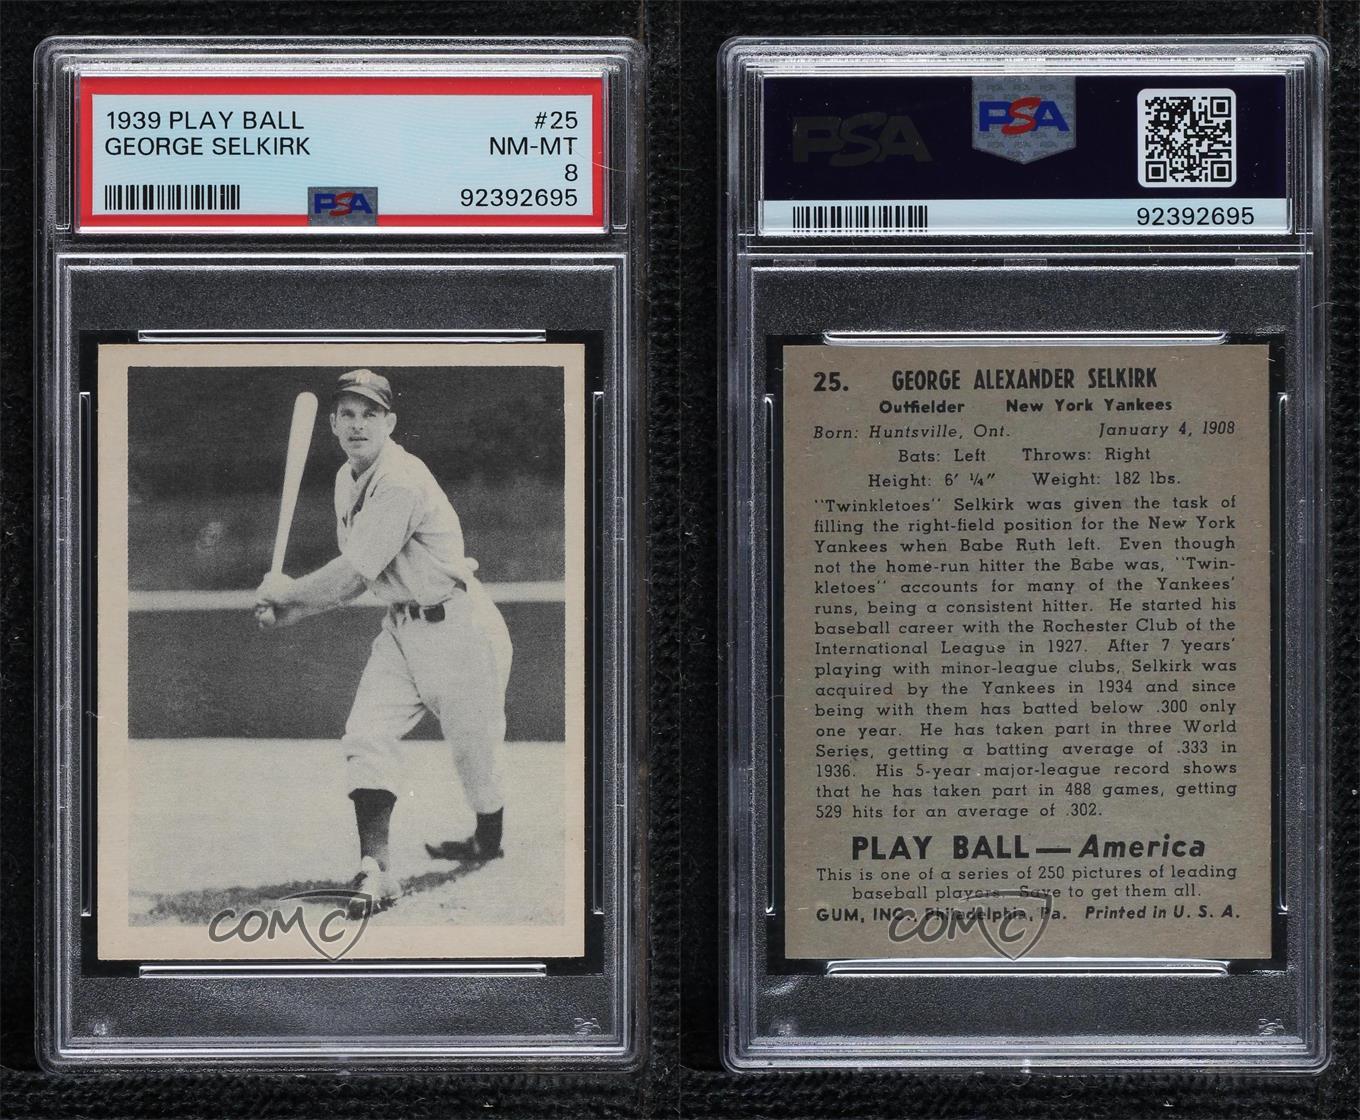 1939 PLAY BALL #25
GEORGE SELKIRK NM-MT
8
92392695
PSA
COMC
PSA PSA
92392695
25. GEORGE ALEXANDER SELKIRK
Outfielder New York Yankees
Born: Huntsville, Ont. January 4, 1908
Bats: Left Throws: Right
Height: 6' ¼" Weight: 182 lbs.
"Twinkletoes" Selkirk was given the task of
filling the right-field position for the New York
Yankees when Babe Ruth left. Even though
not the home-run hitter the Babe was, "Twin-
kletoes" accounts for many of the Yankees'
runs, being a consistent hitter. He started his
baseball career with the Rochester Club of the
International League in 1927. After 7 years'
playing with minor-league clubs, Selkirk was
acquired by the Yankees in 1934 and since
being with them has batted below .300 only
one year. He has taken part in three World
Series, getting a batting average of .333 in
1936. His 5-year major-league record shows
that he has taken part in 488 games, getting
529 hits for an average of .302.
PLAY BALL—America
This is one of a series of 250 pictures of leading
baseball players. Save to get them all.
GUM, INC., Philadelphia, Pa. Printed in U. S. A.
COMC